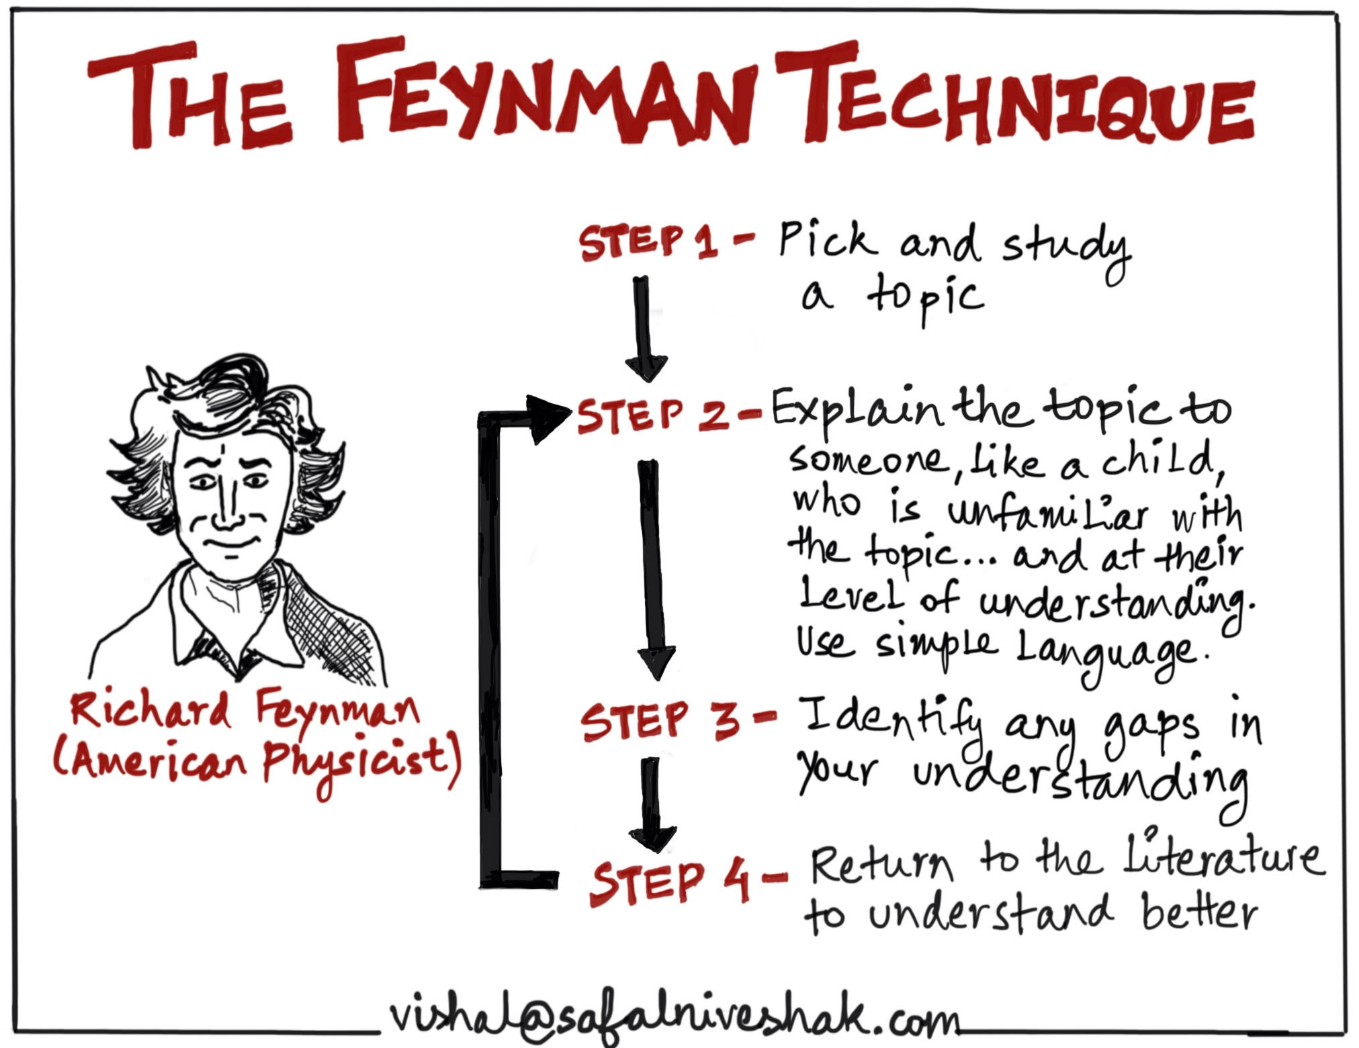 THE FEYNMAN TECHNIQUE
STEP 1 - Pick and study
a topic
STEP 2 - Explain the topic to
someone, like a child,
who is unfamiliar with
the topic... and at their
level of understanding.
Use simple language.
STEP 3 - Identify any gaps in
your understanding
STEP 4 - Return to the literature
to understand better
Richard Feynman
(American Physicist)
vishal@safalniveshak.com